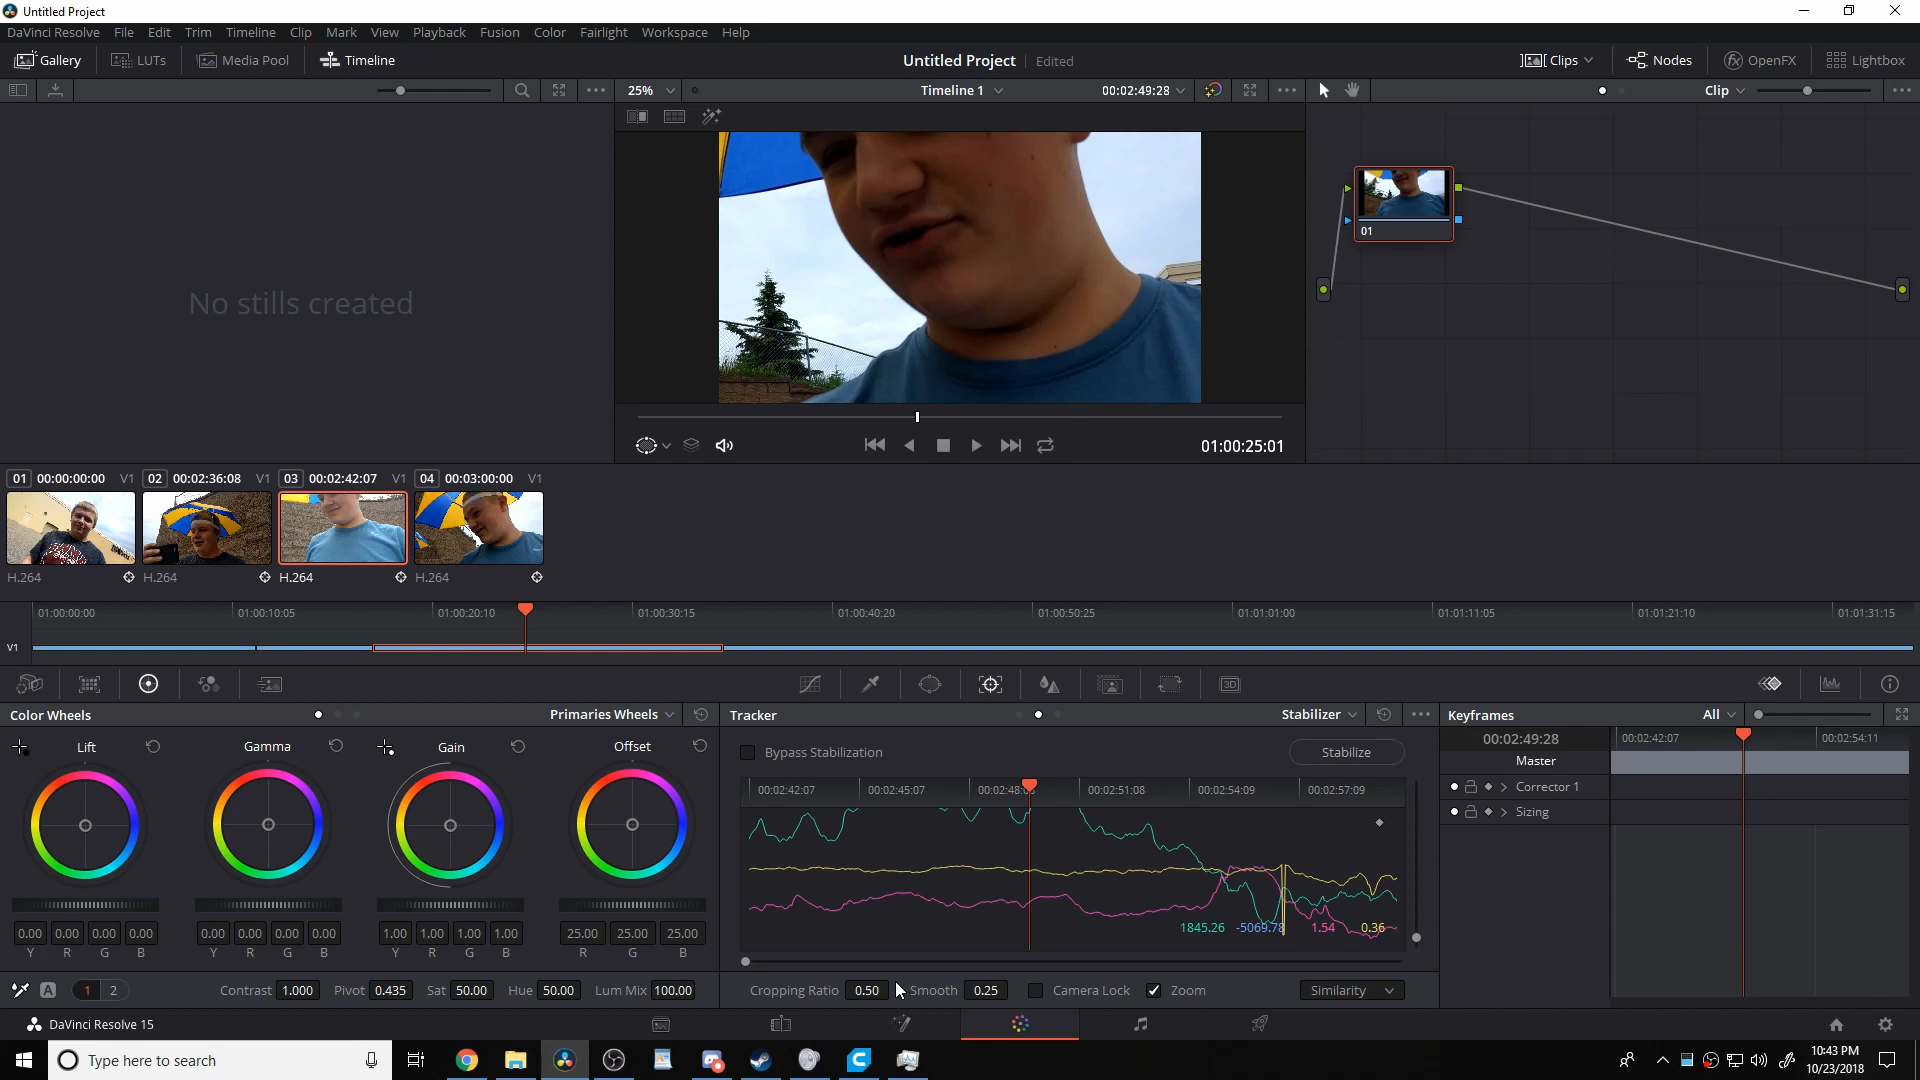 Untitled Project
DaVinci Resolve File Edit Trim Timeline Clip Mark View Playback Fusion Color Fairlight Workspace Help
Gallery LUTs Media Pool Timeline Untitled Project Edited Clips Nodes OpenFX Lightbox
25% Timeline 1 00:02:49:28 Clip
01
No stills created
01:00:25:01
01 00:00:00:00 V1 02 00:02:36:08 V1 03 00:02:42:07 V1 04 00:03:00:00 V1
H.264 H.264 H.264 H.264
01:00:00:00 01:00:10:05 01:00:20:10 01:00:30:15 01:00:40:20 01:00:50:25 01:01:01:00 01:01:11:05 01:01:21:10 01:01:31:15
V1
3D
Color Wheels Primaries Wheels Tracker Stabilizer Keyframes All
Lift Gamma Gain Offset Bypass Stabilization Stabilize 00:02:49:28 00:02:42:07 00:02:54:11
Master
00:02:42:07 00:02:45:07 00:02:48: 00:02:51:08 00:02:54:09 00:02:57:09 Corrector 1
Sizing
1845.26 -5069.78 1.54 0.36
0.00 0.00 0.00 0.00 0.00 0.00 0.00 0.00 1.00 1.00 1.00 1.00 25.00 25.00 25.00
Y R G B Y R G B Y R G B R G B
A 1 2 Contrast 1.000 Pivot 0.435 Sat 50.00 Hue 50.00 Lum Mix 100.00 Cropping Ratio 0.50 Smooth 0.25 Camera Lock Zoom Similarity
DaVinci Resolve 15
Type here to search 10:43 PM
10/23/2018